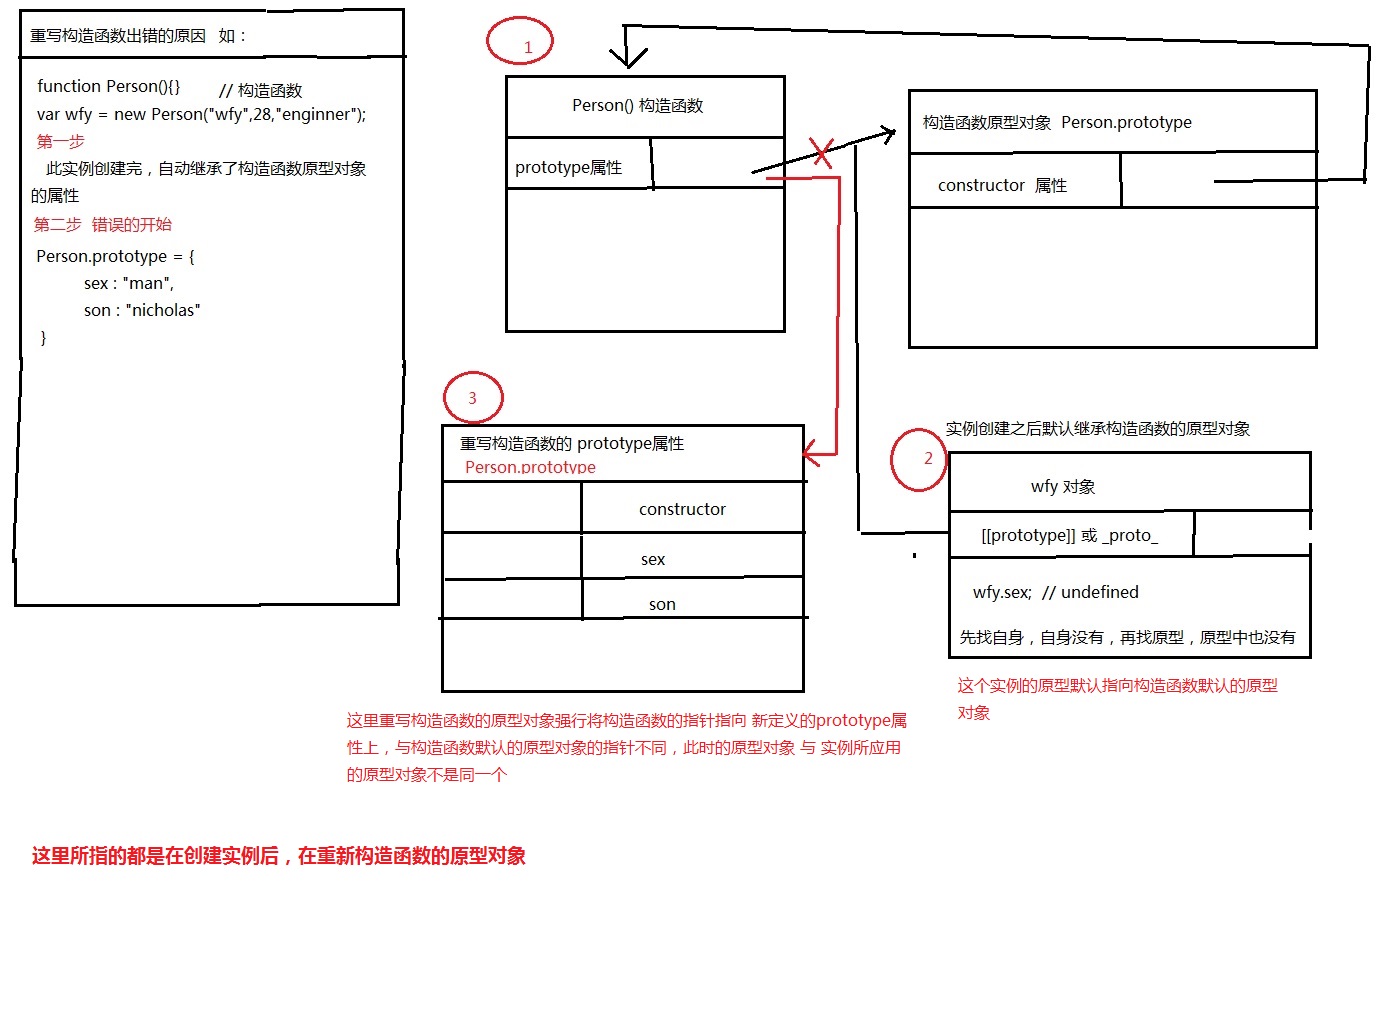 重写构造函数出错的原因 如：
function Person(){} // 构造函数
var wfy = new Person("wfy",28,"enginner");
第一步
此实例创建完，自动继承了构造函数原型对象
的属性
第二步 错误的开始
Person.prototype = {
sex : "man",
son : "nicholas"
}
1
Person() 构造函数
prototype属性
构造函数原型对象 Person.prototype
constructor 属性
3
重写构造函数的 prototype属性
Person.prototype
constructor
sex
son
这里重写构造函数的原型对象强行将构造函数的指针指向 新定义的prototype属
性上，与构造函数默认的原型对象的指针不同，此时的原型对象 与 实例所应用
的原型对象不是同一个
实例创建之后默认继承构造函数的原型对象
2
wfy 对象
[[prototype]] 或 _proto_
wfy.sex; // undefined
先找自身，自身没有，再找原型，原型中也没有
这个实例的原型默认指向构造函数默认的原型
对象
这里所指的都是在创建实例后，在重新构造函数的原型对象